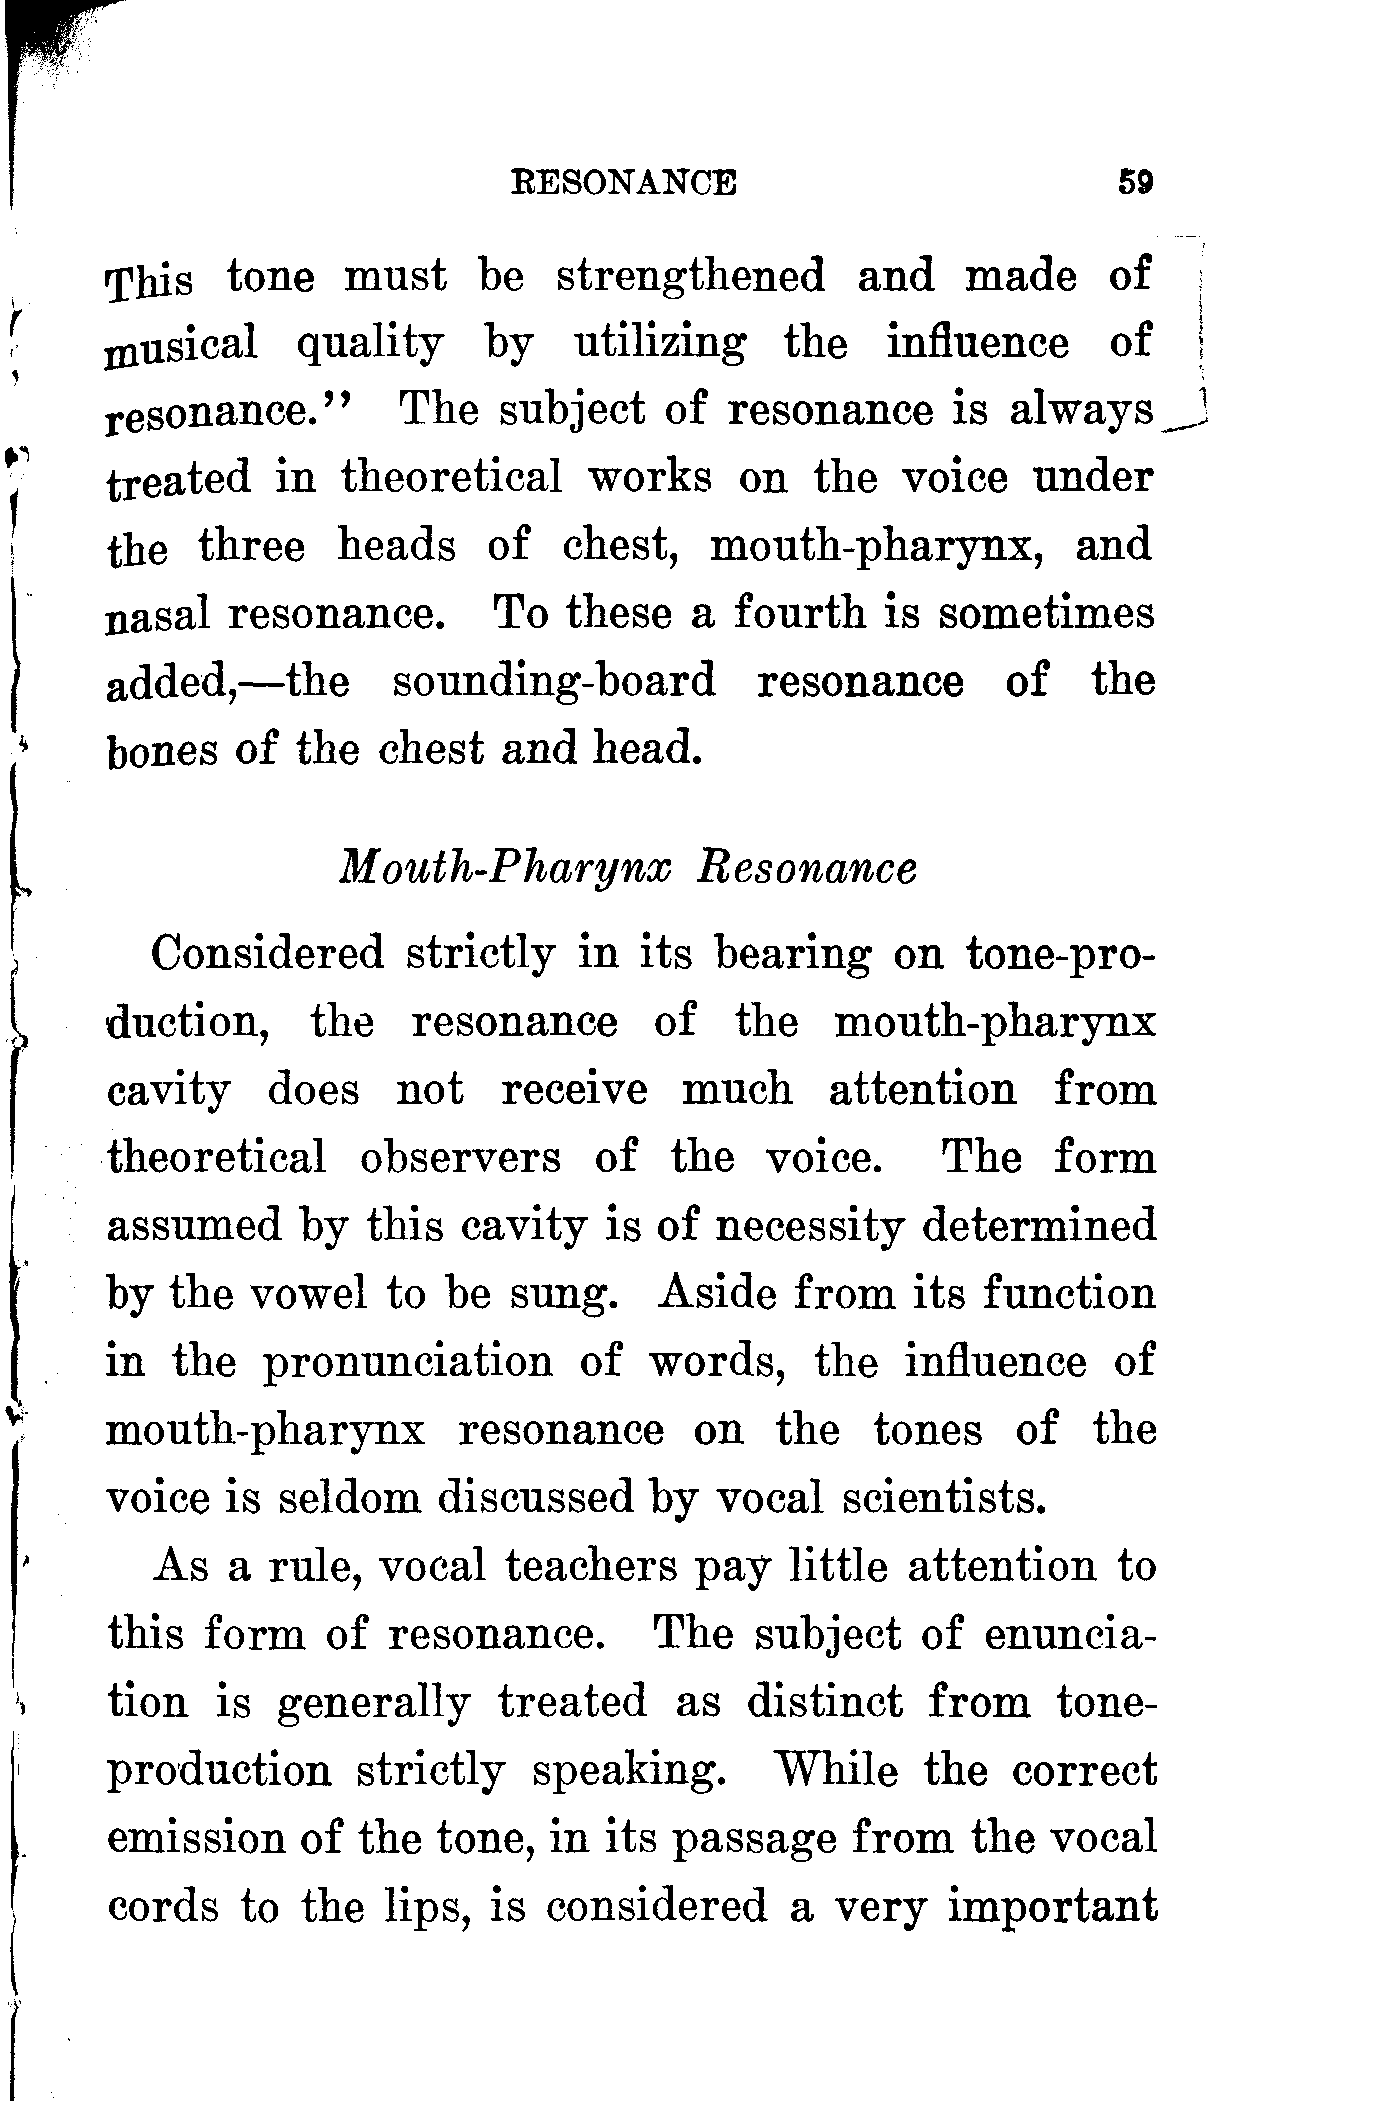 RESONANCE 59
This tone must be strengthened and made of
musical quality by utilizing the influence of
resonance.'' The subject of resonance is always
treated in theoretical works on the voice under
the three heads of chest, mouth-pharynx, and
nasal resonance. To these a fourth is sometimes
added,—the sounding-board resonance of the
bones of the chest and head.
Mouth-Pharynx Resonance
Considered strictly in its bearing on tone-pro-
duction, the resonance of the mouth-pharynx
cavity does not receive much attention from
theoretical observers of the voice. The form
assumed by this cavity is of necessity determined
by the vowel to be sung. Aside from its function
in the pronunciation of words, the influence of
mouth-pharynx resonance on the tones of the
voice is seldom discussed by vocal scientists.
As a rule, vocal teachers pay little attention to
this form of resonance. The subject of enuncia-
tion is generally treated as distinct from tone-
production strictly speaking. While the correct
emission of the tone, in its passage from the vocal
cords to the lips, is considered a very important